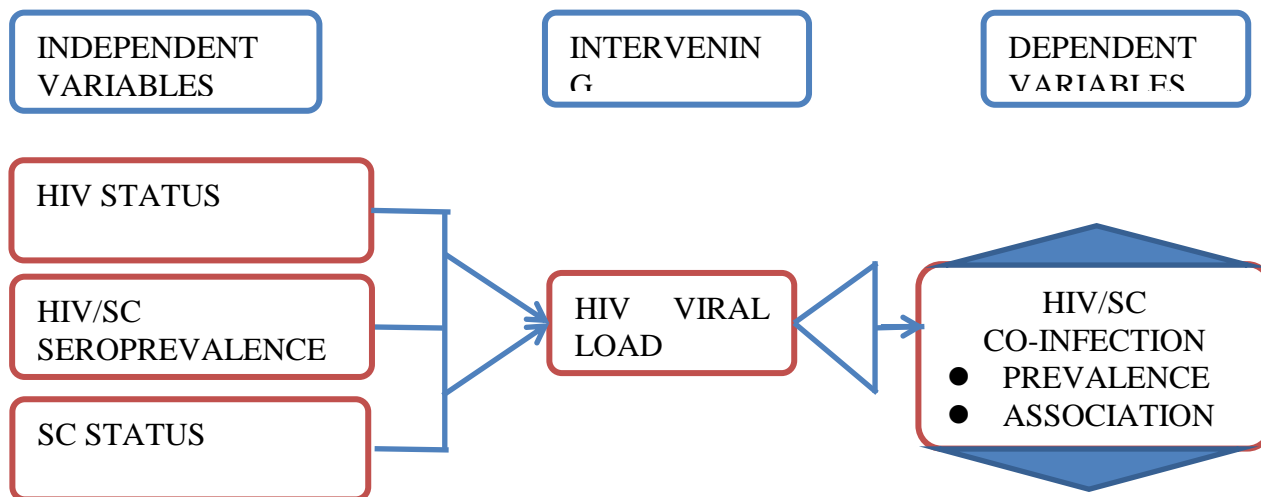 INDEPENDENT
VARIABLES
INTERVENIN
G
DEPENDENT
VARIABLES
HIV STATUS
HIV/SC
SEROPREVALENCE
SC STATUS
HIV VIRAL
LOAD
HIV/SC
CO-INFECTION
● PREVALENCE
● ASSOCIATION